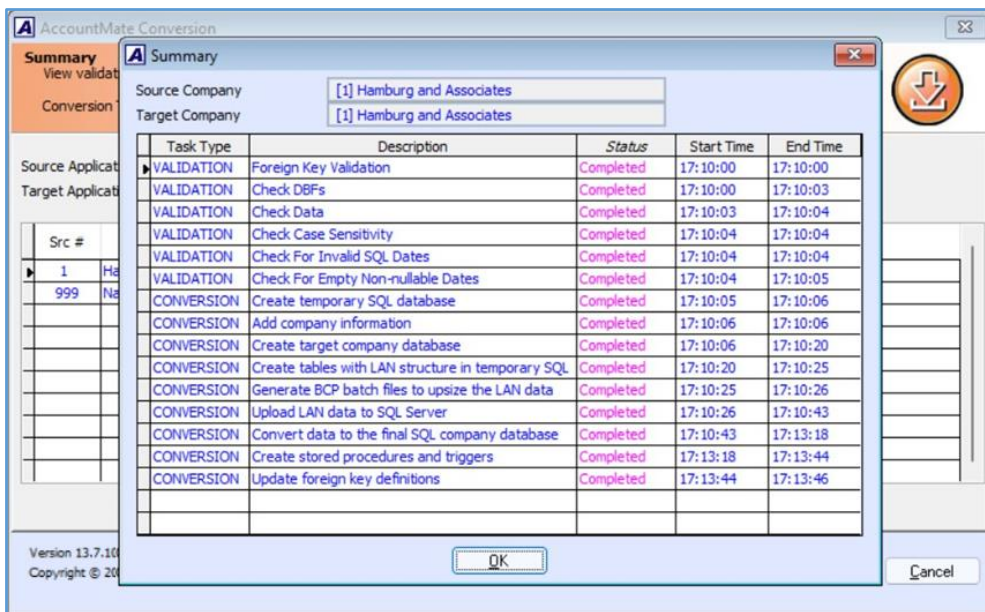 AccountMate Conversion
Summary
View validat
Conversion
Source Applicat
Target Applicati
Src #
1 Ha
999 Na
Version 13.7.10
Copyright © 20
Cancel
Summary
Source Company [1] Hamburg and Associates
Target Company [1] Hamburg and Associates
Task Type Description Status Start Time End Time
VALIDATION Foreign Key Validation Completed 17:10:00 17:10:00
VALIDATION Check DBFs Completed 17:10:00 17:10:03
VALIDATION Check Data Completed 17:10:03 17:10:04
VALIDATION Check Case Sensitivity Completed 17:10:04 17:10:04
VALIDATION Check For Invalid SQL Dates Completed 17:10:04 17:10:04
VALIDATION Check For Empty Non-nullable Dates Completed 17:10:04 17:10:05
CONVERSION Create temporary SQL database Completed 17:10:05 17:10:06
CONVERSION Add company information Completed 17:10:06 17:10:06
CONVERSION Create target company database Completed 17:10:06 17:10:20
CONVERSION Create tables with LAN structure in temporary SQL Completed 17:10:20 17:10:25
CONVERSION Generate BCP batch files to upsize the LAN data Completed 17:10:25 17:10:26
CONVERSION Upload LAN data to SQL Server Completed 17:10:26 17:10:43
CONVERSION Convert data to the final SQL company database Completed 17:10:43 17:13:18
CONVERSION Create stored procedures and triggers Completed 17:13:18 17:13:44
CONVERSION Update foreign key definitions Completed 17:13:44 17:13:46
OK